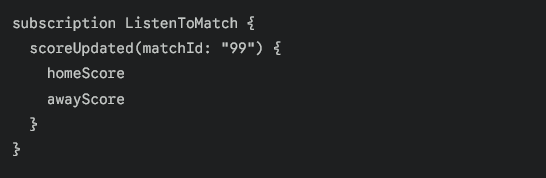 subscription ListenToMatch {
  scoreUpdated(matchId: "99") {
    homeScore
    awayScore
  }
}